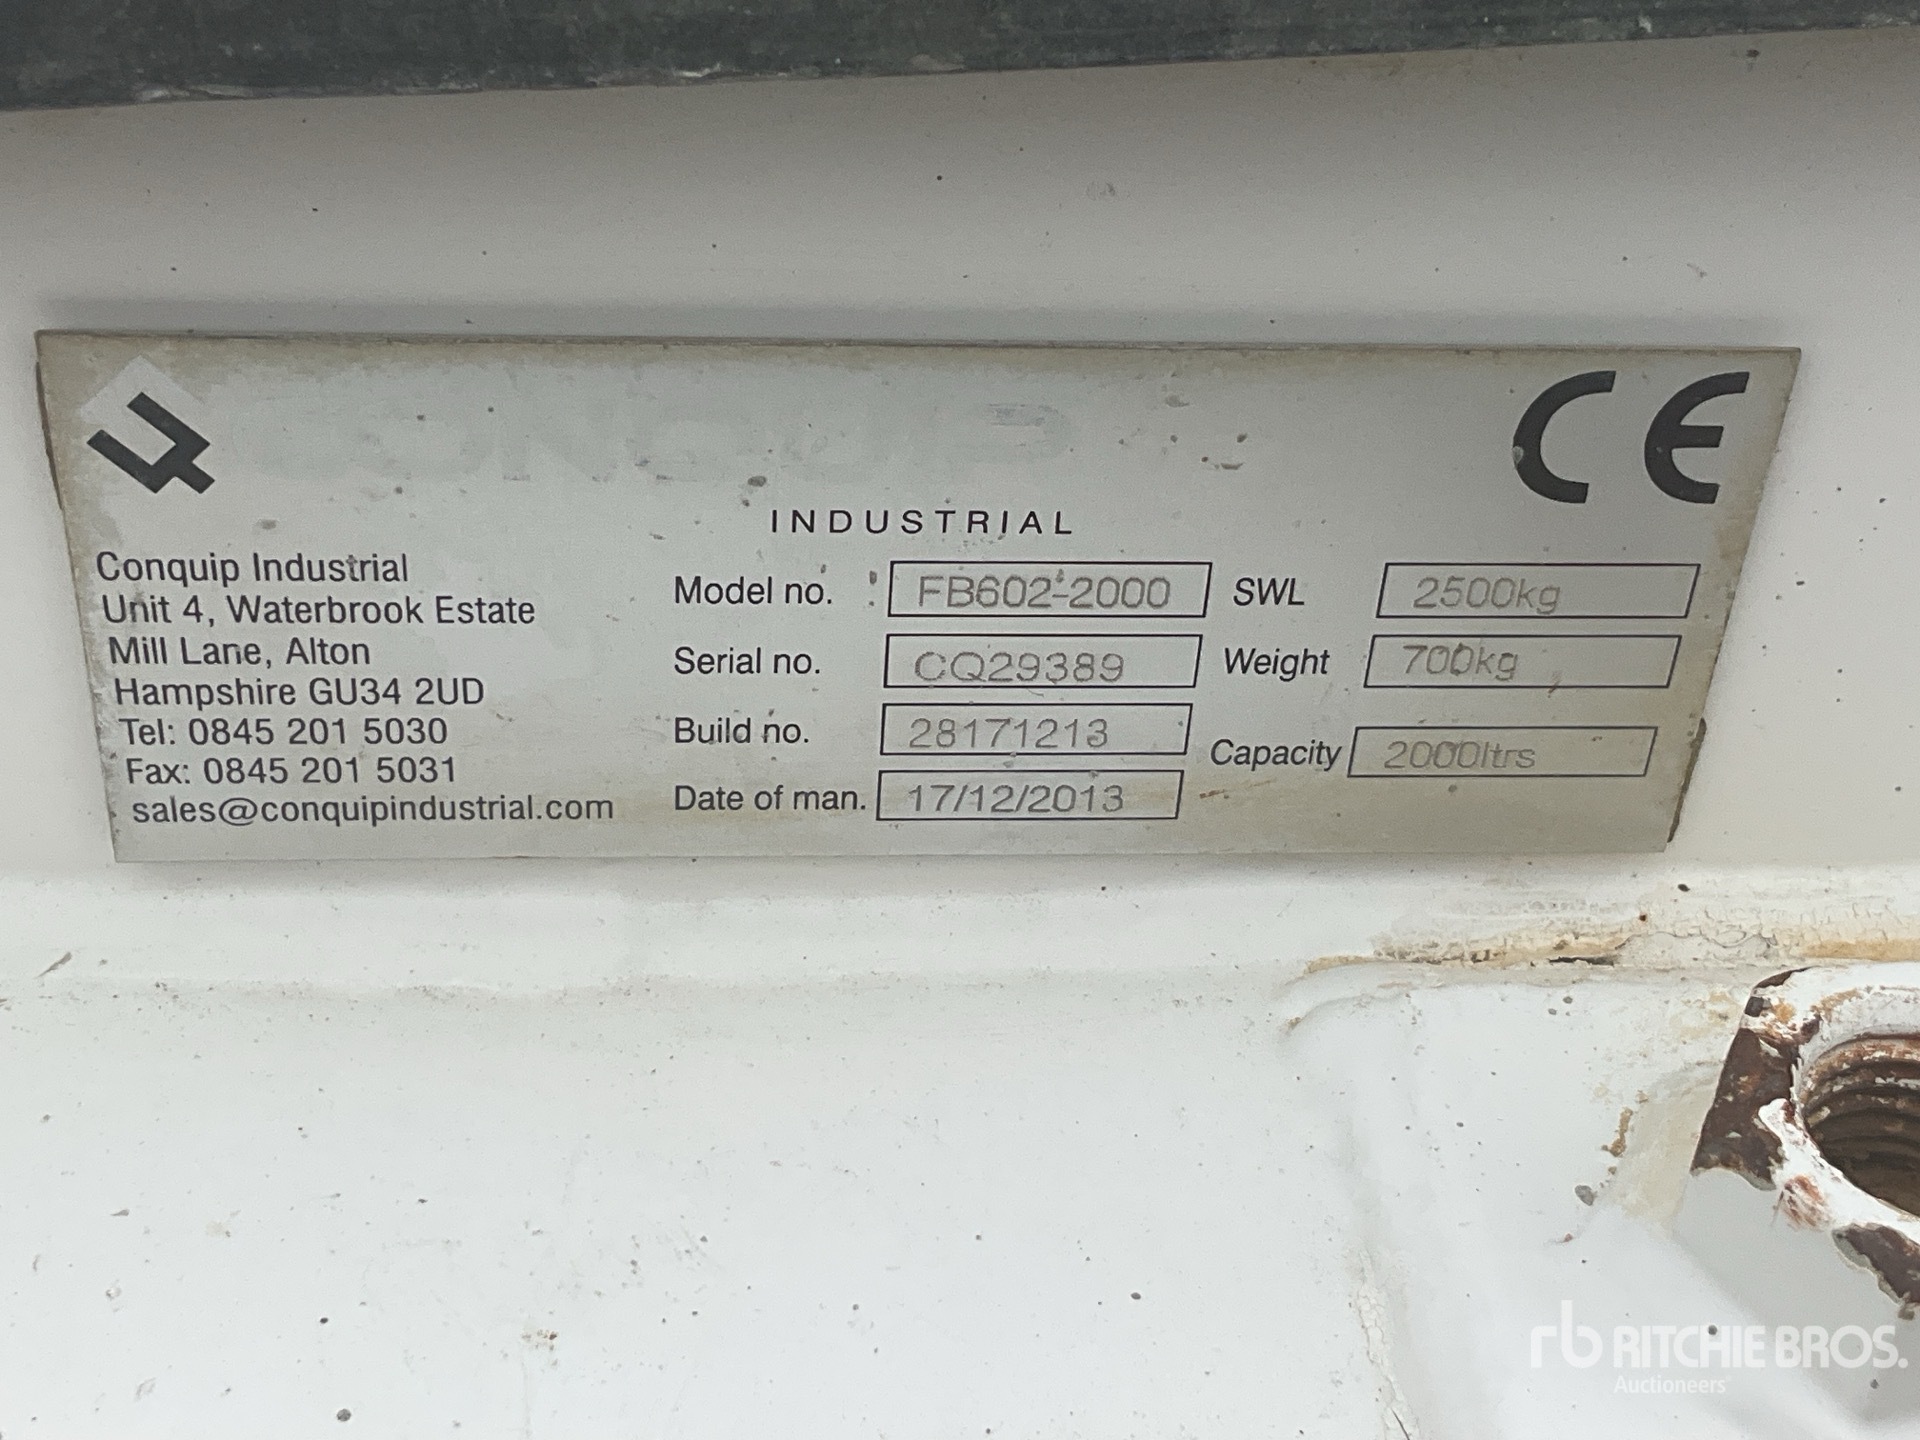 CONQUIP
INDUSTRIAL
CE
Conquip Industrial
Unit 4, Waterbrook Estate
Mill Lane, Alton
Hampshire GU34 2UD
Tel: 0845 201 5030
Fax: 0845 201 5031
sales@conquipindustrial.com
Model no. : FB602-2000
Serial no. CQ29389
Build no. 28171213
Date of man. 17/12/2013
SWL 2500kg
Weight 700kg
Capacity 2000ltrs
rb RITCHIE BROS.
Auctioneers